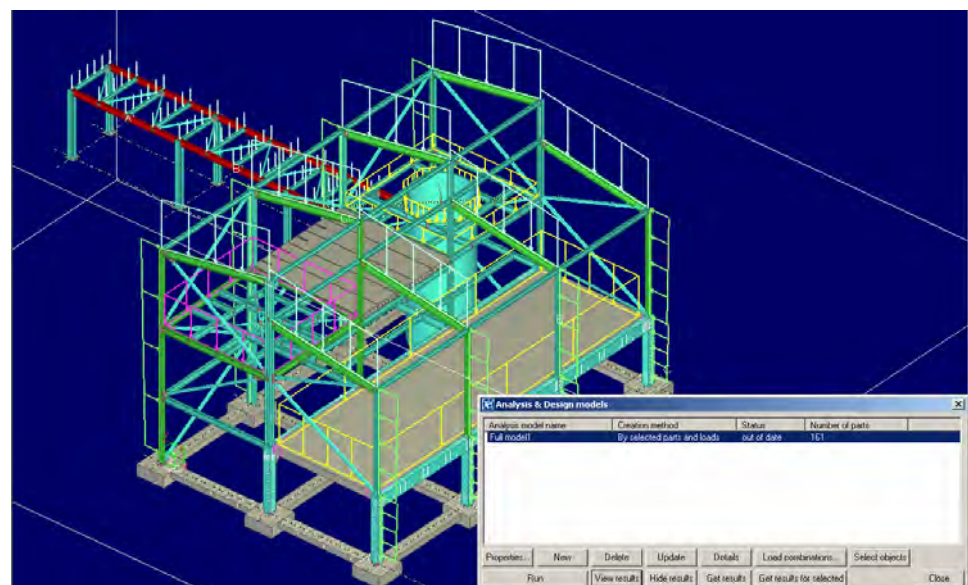 Analysis & Design models
Analysis model name Creation method Status Number of parts
Full model1 By selected parts and loads out of date 161
Properties... New Delete Update Details Load combinations... Select objects
Run View results Hide results Get results Get results for selected Close